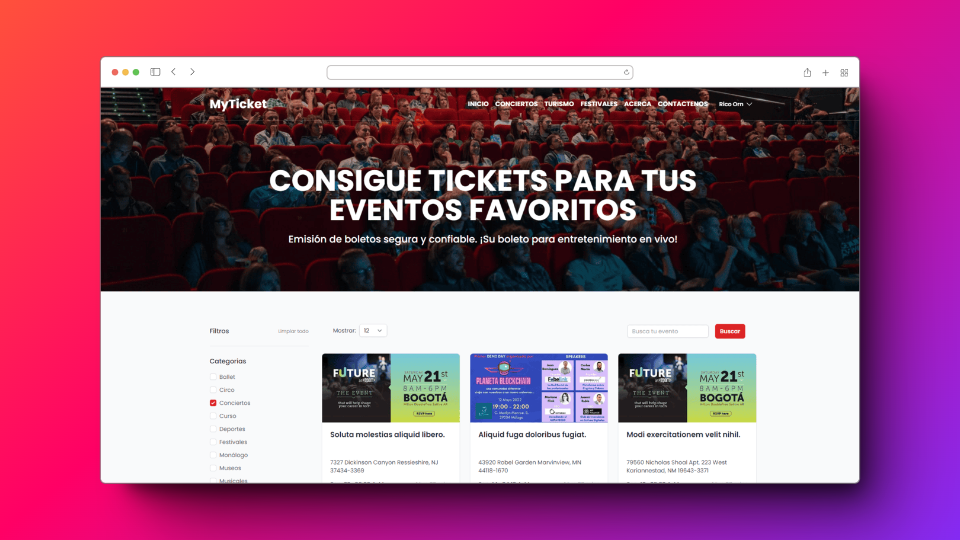 MyTicket
INICIO CONCIERTOS TURISMO FESTIVALES ACERCA CONTACTENOS Rico Orn
CONSIGUE TICKETS PARA TUS
EVENTOS FAVORITOS
Emisión de boletos segura y confiable. ¡Su boleto para entretenimiento en vivo!
Filtros
Limpiar todo
Mostrar: 12
Busca tu evento
Buscar
Categorias
Ballet
Circo
Conciertos
Curso
Deportes
Festivales
Monólogo
Museos
Musicales
FUTURE
THE EVENT
MAY 21st
8AM-6PM
BOGOTÁ
Soluta molestias aliquid libero.
7327 Dickinson Canyon Ressieshire, NJ
37434-3369
SPEAKERS
PLANETA BLOCKCHAIN
19:00 - 22:00
Aliquid fuga doloribus fugiat.
43920 Robel Garden Marvinview, MN
44118-1670
FUTURE
THE EVENT
MAY 21st
8AM-6PM
BOGOTÁ
Modi exercitationem velit nihil.
79560 Nicholas Shoal Apt. 223 West
Koriannestad, NM 19843-3371